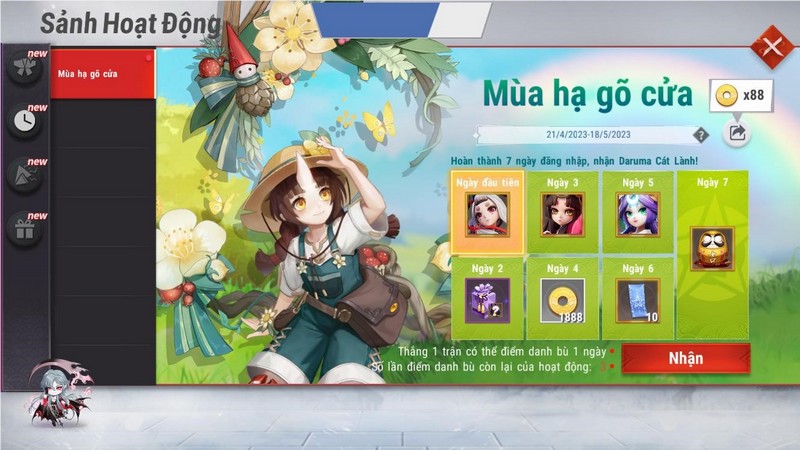 Sảnh Hoạt Động
new
Mùa hạ gõ cửa
new
new
new
Mùa hạ gõ cửa
x88
21/4/2023-18/5/2023
?
Hoàn thành 7 ngày đăng nhập, nhận Daruma Cát Lành!
Ngày đầu tiên
Ngày 3
Ngày 5
Ngày 7
Ngày 2
Ngày 4
Ngày 6
?
1888
10
Thắng 1 trận có thể điểm danh bù 1 ngày
Số lần điểm danh bù còn lại của hoạt động:
Nhận